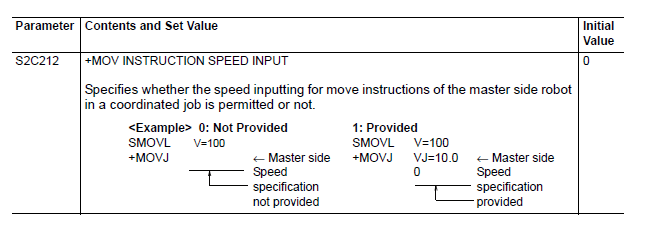 Parameter Contents and Set Value Initial
Value
S2C212 +MOV INSTRUCTION SPEED INPUT 0
Specifies whether the speed inputting for move instructions of the master side robot
in a coordinated job is permitted or not.
<Example> 0: Not Provided 1: Provided
SMOVL V=100 SMOVL V=100
+MOVJ ← Master side +MOVJ VJ=10.0 ← Master side
Speed 0 Speed
specification specification
not provided provided